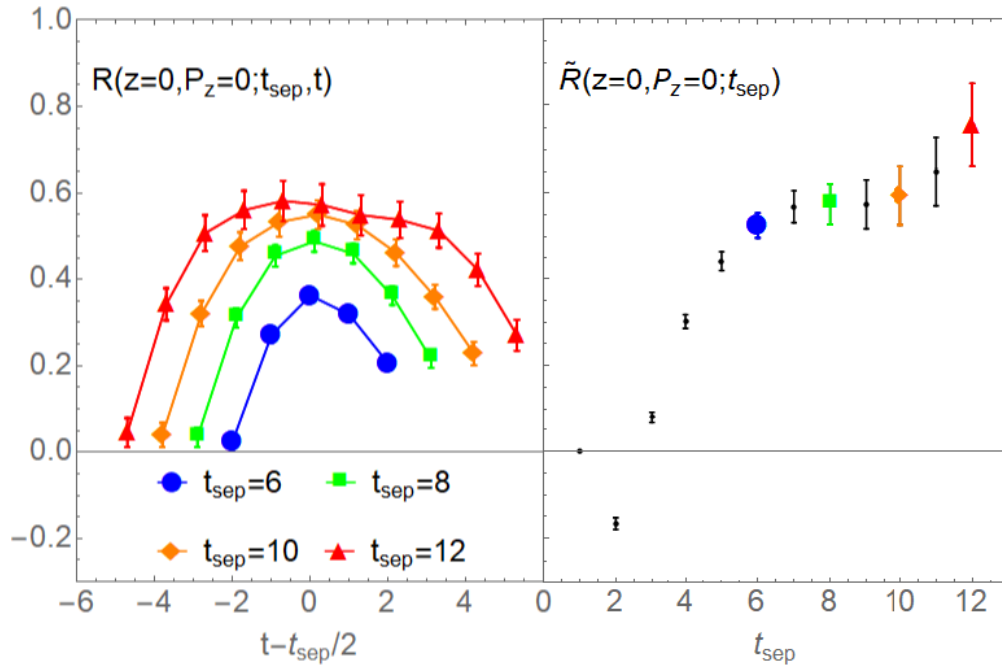 R(z=0,P_z=0;t_sep,t)
R̃(z=0,P_z=0;t_sep)
1.0
0.8
0.6
0.4
0.2
0.0
−0.2
t_sep=6
t_sep=8
t_sep=10
t_sep=12
−6 −4 −2 0 2 4 0 2 4 6 8 10 12
t−t_sep/2
t_sep